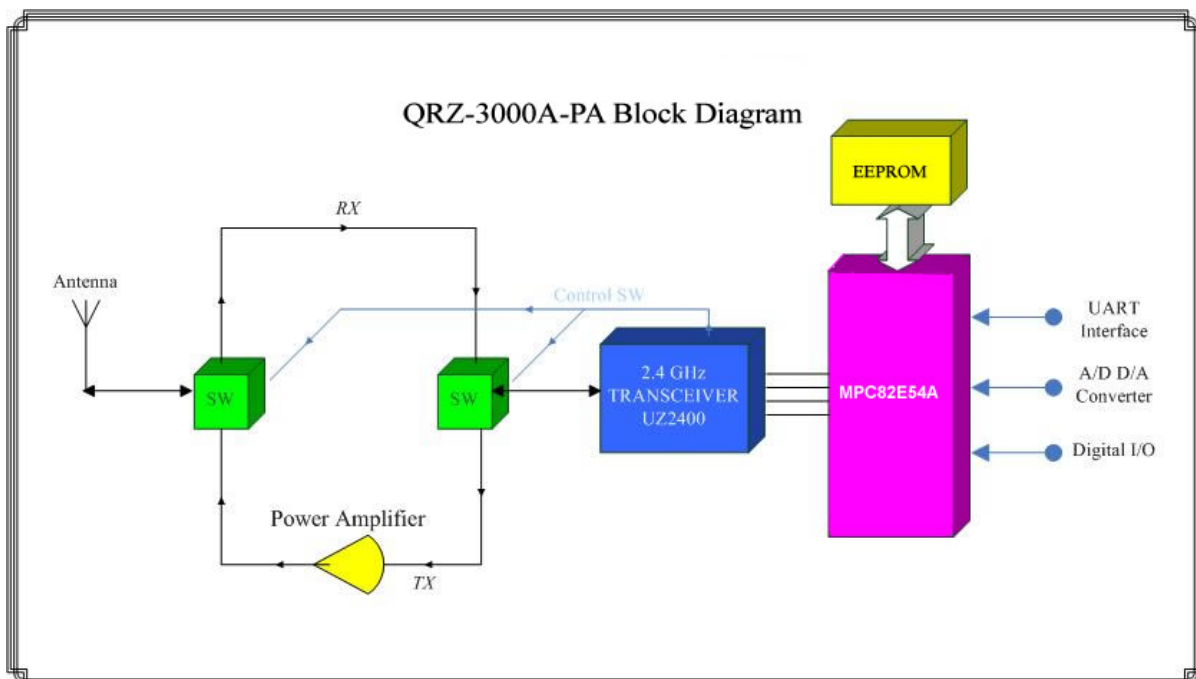 QRZ-3000A-PA Block Diagram
EEPROM
RX
Antenna
Control SW
UART
Interface
SW
SW
2.4 GHz
TRANSCEIVER
UZ2400
MPC82E54A
A/D D/A
Converter
Digital I/O
Power Amplifier
TX